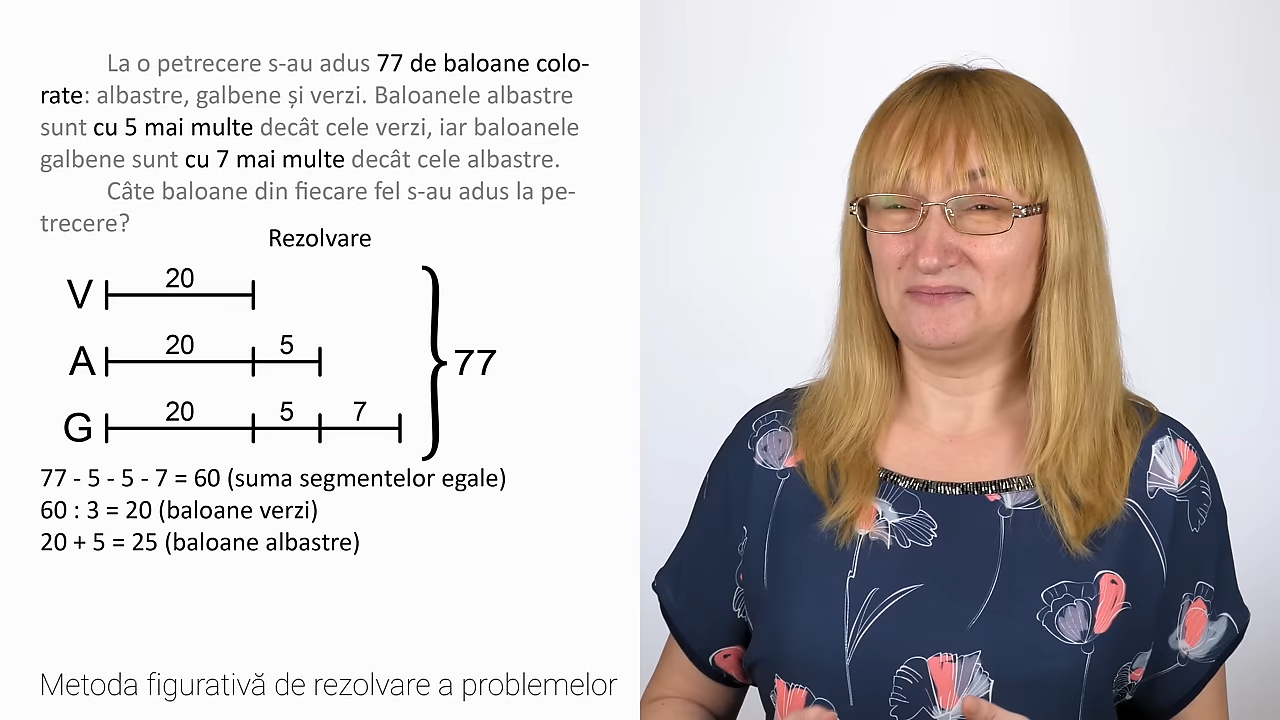 La o petrecere s-au adus 77 de baloane colo-
rate: albastre, galbene și verzi. Baloanele albastre
sunt cu 5 mai multe decât cele verzi, iar baloanele
galbene sunt cu 7 mai multe decât cele albastre.
Câte baloane din fiecare fel s-au adus la pe-
trecere?
Rezolvare
20
V
20 5
A
77
20 5 7
G
77 - 5 - 5 - 7 = 60 (suma segmentelor egale)
60 : 3 = 20 (baloane verzi)
20 + 5 = 25 (baloane albastre)
Metoda figurativă de rezolvare a problemelor